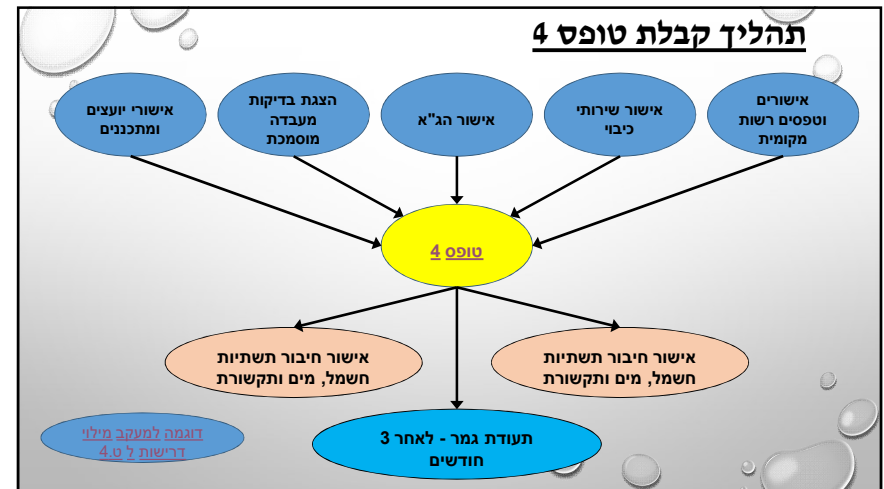 תהליך קבלת טופס 4
אישורים
וטפסים רשות
מקומית
אישור שירותי
כיבוי
אישור הג"א
הצגת בדיקות
מעבדה
מוסמכת
אישורי יועצים
ומתכננים
טופס 4
אישור חיבור תשתיות
חשמל, מים ותקשורת
אישור חיבור תשתיות
חשמל, מים ותקשורת
תעודת גמר - לאחר 3
חודשים
דוגמה למעקב מילוי
דרישות ל ט.4